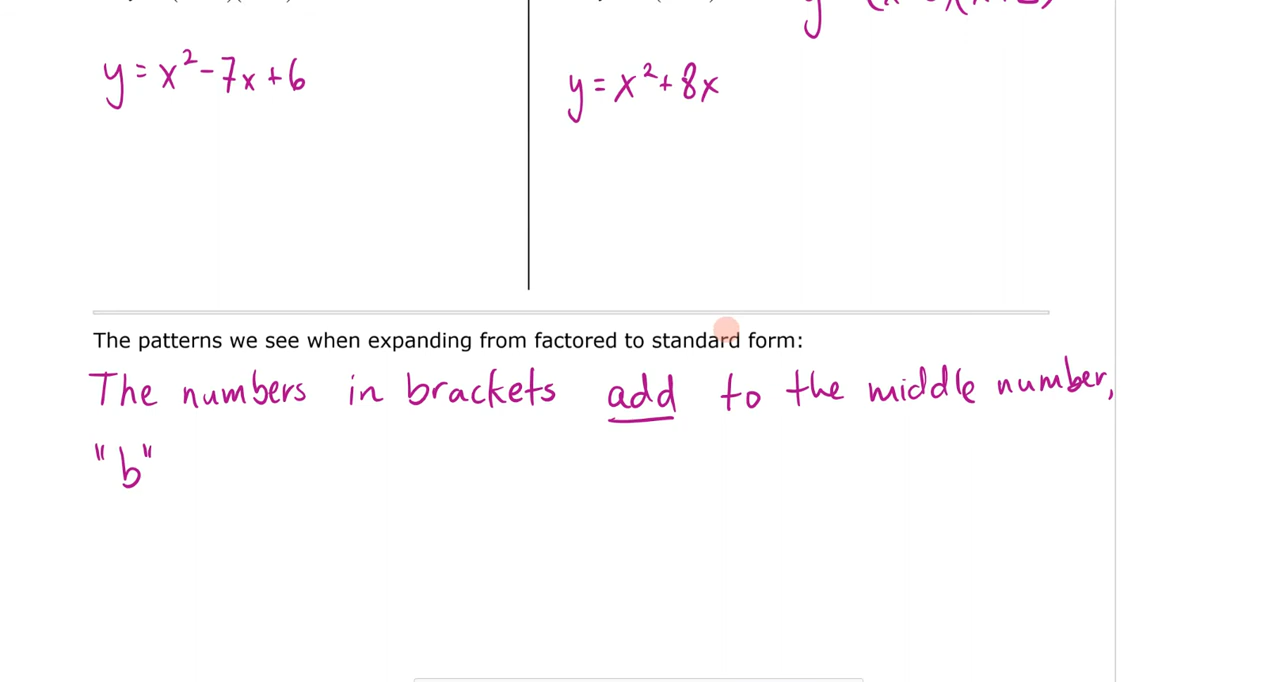 y = x² - 7x + 6
y = x² + 8x
The patterns we see when expanding from factored to standard form:
The numbers in brackets add to the middle number,
"b"